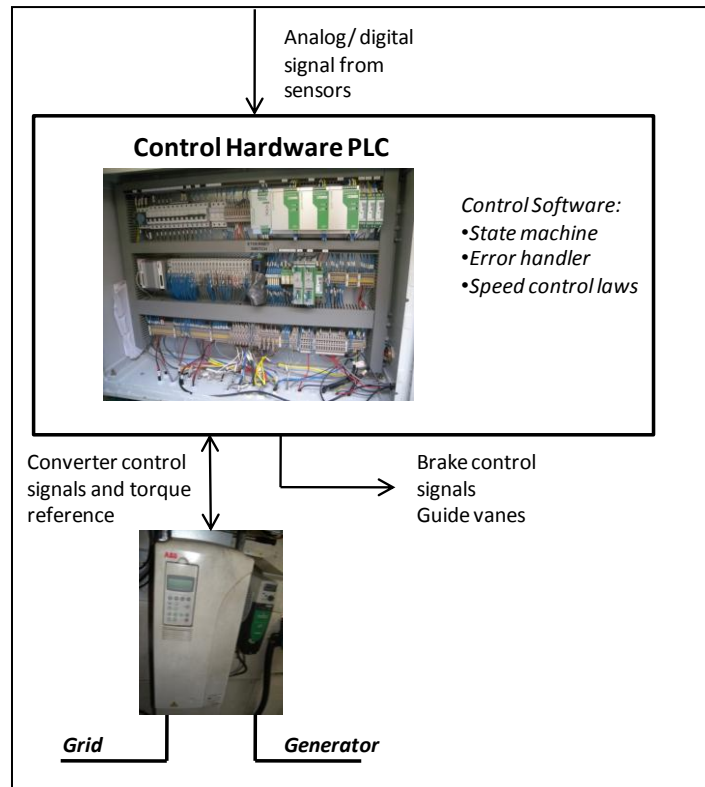 Analog/ digital
signal from
sensors
Control Hardware PLC
Control Software:
•State machine
•Error handler
•Speed control laws
Converter control
signals and torque
reference
Brake control
signals
Guide vanes
ABB
Grid
Generator